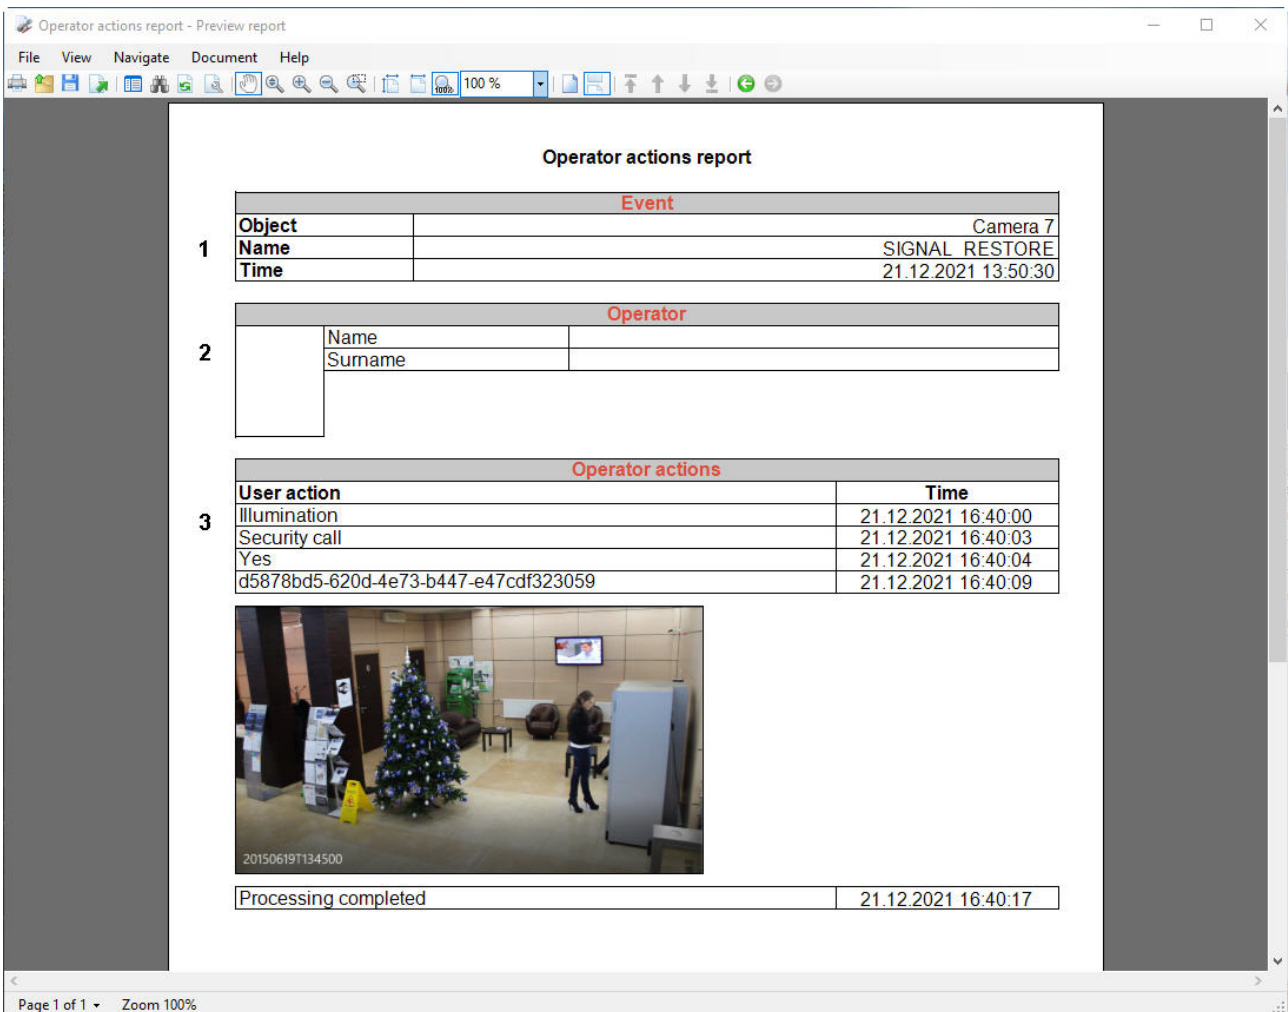 Operator actions report - Preview report
File View Navigate Document Help
100% 100 %
Operator actions report
Event
Object Camera 7
1 Name SIGNAL_RESTORE
Time 21.12.2021 13:50:30
Operator
Name
2
Surname
Operator actions
User action Time
3 Illumination 21.12.2021 16:40:00
Security call 21.12.2021 16:40:03
Yes 21.12.2021 16:40:04
d5878bd5-620d-4e73-b447-e47cdf323059 21.12.2021 16:40:09
20150619T134500
Processing completed 21.12.2021 16:40:17
Page 1 of 1 Zoom 100%